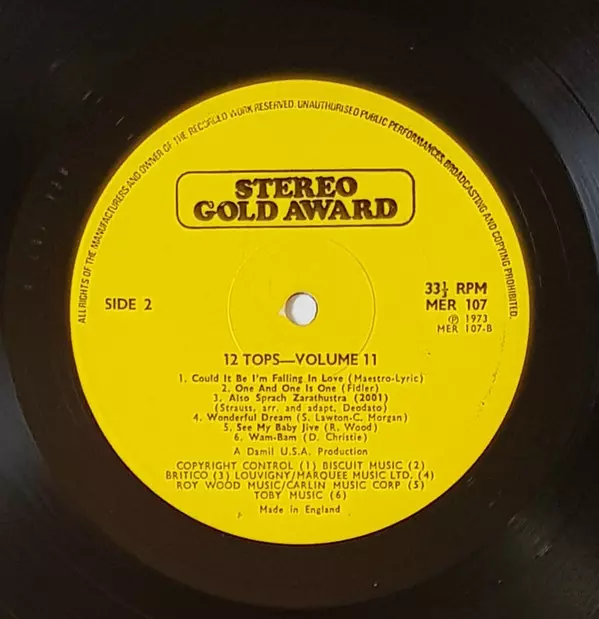 ALL RIGHTS OF THE MANUFACTURERS AND OWNER OF THE RECORDED WORK RESERVED. UNAUTHORISED PUBLIC PERFORMANCES, BROADCASTING AND COPYING PROHIBITED.
STEREO
GOLD AWARD
SIDE 2
33⅓ RPM
MER 107
℗ 1973
MER 107-B
12 TOPS—VOLUME 11
1. Could It Be I'm Falling In Love (Maestro-Lyric)
2. One And One Is One (Fidler)
3. Also Sprach Zarathustra (2001)
(Strauss, arr. and adapt, Deodato)
4. Wonderful Dream (S. Lawton-C. Morgan)
5. See My Baby Jive (R. Wood)
6. Wam-Bam (D. Christie)
A Damil U.S.A. Production
COPYRIGHT CONTROL (1) BISCUIT MUSIC (2)
BRITICO (3) LOUVIGNY/MARQUEE MUSIC LTD. (4)
ROY WOOD MUSIC/CARLIN MUSIC CORP (5)
TOBY MUSIC (6)
Made in England